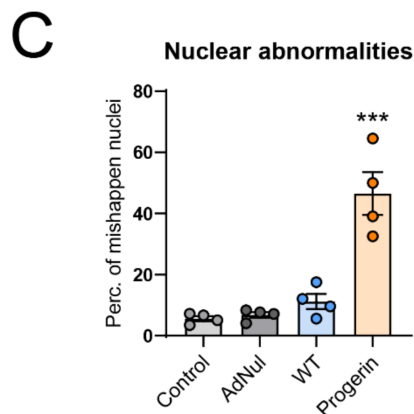 C
Nuclear abnormalities
Perc. of mishappen nuclei
80
60
40
20
0
***
Control
AdNul
WT
Progerin